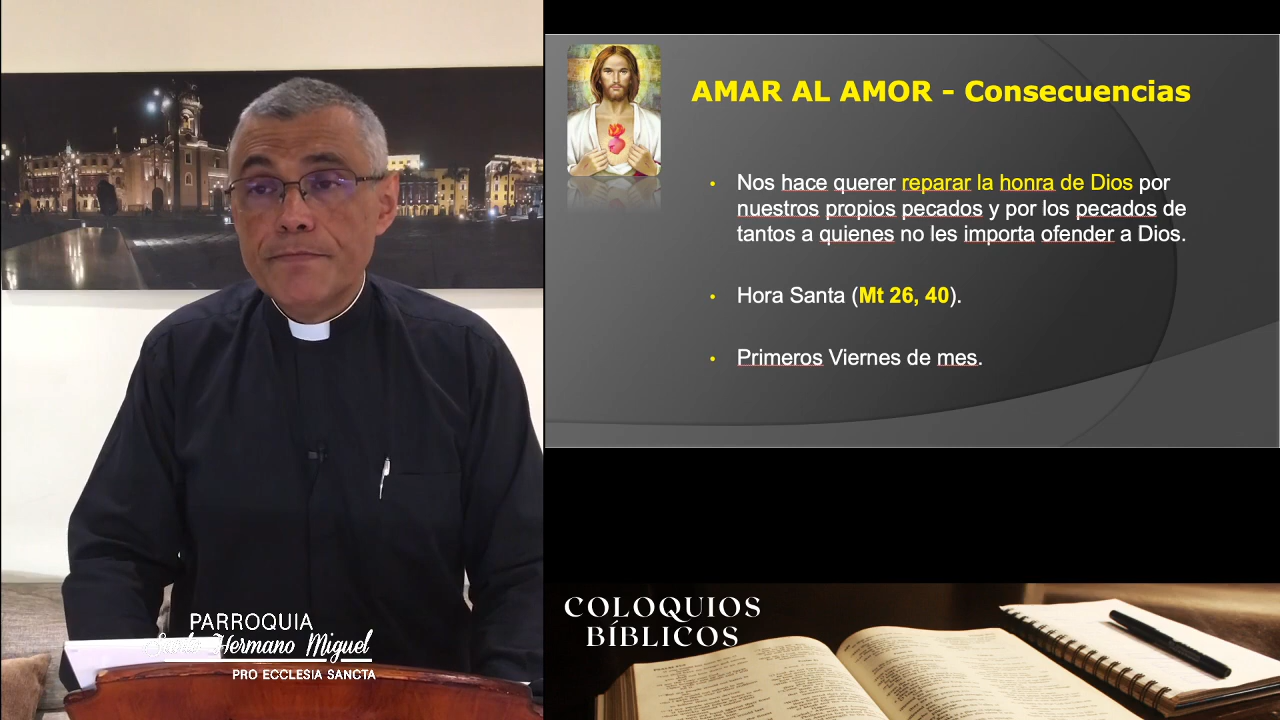 AMAR AL AMOR - Consecuencias
• Nos hace querer reparar la honra de Dios por
nuestros propios pecados y por los pecados de
tantos a quienes no les importa ofender a Dios.
• Hora Santa (Mt 26, 40).
• Primeros Viernes de mes.
PARROQUIA
Santo Hermano Miguel
PRO ECCLESIA SANCTA
COLOQUIOS
BÍBLICOS